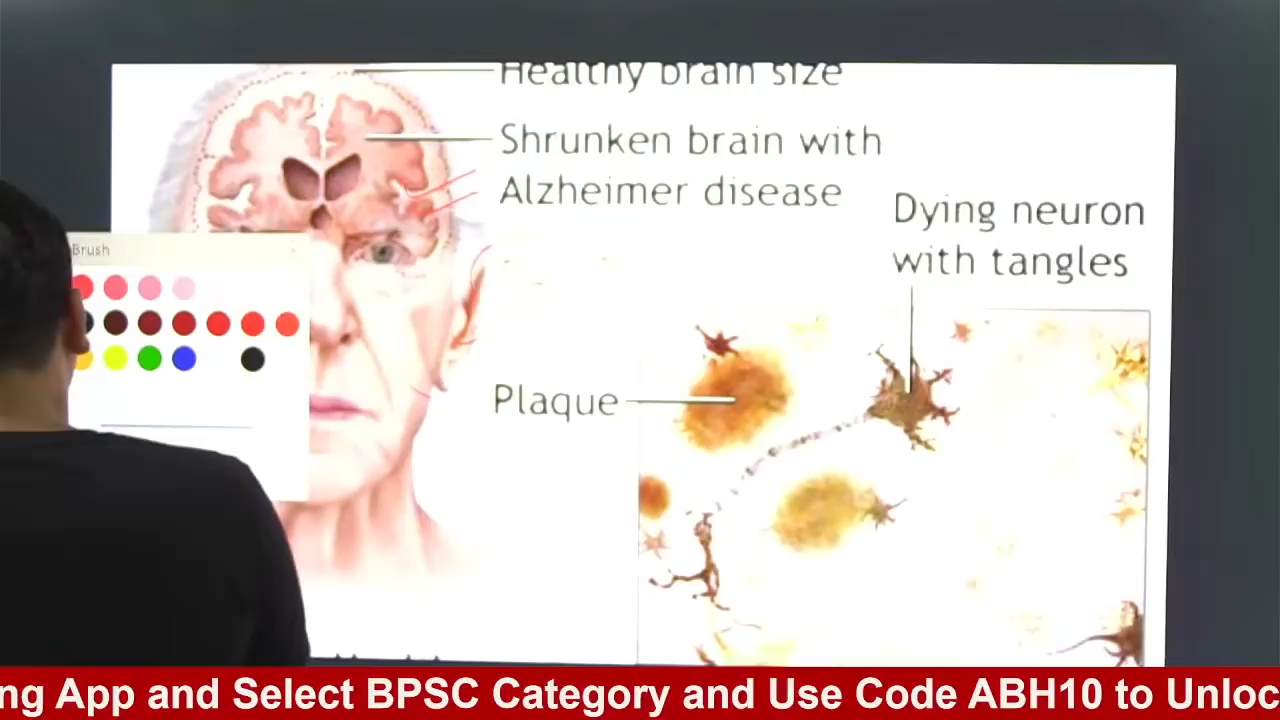 Healthy brain size
Shrunken brain with
Alzheimer disease
Dying neuron
with tangles
Brush
Plaque
ng App and Select BPSC Category and Use Code ABH10 to Unloc